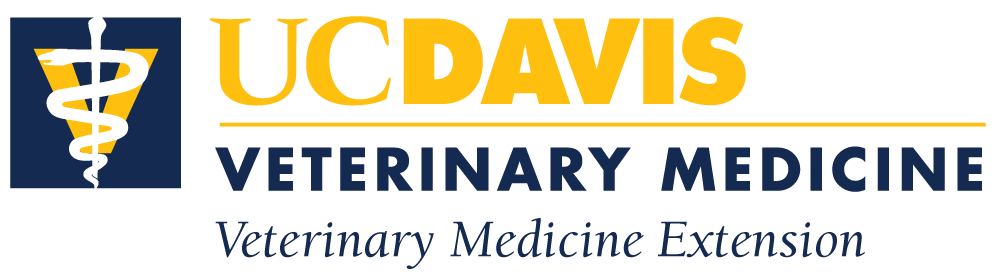 UCDAVIS
VETERINARY MEDICINE
Veterinary Medicine Extension